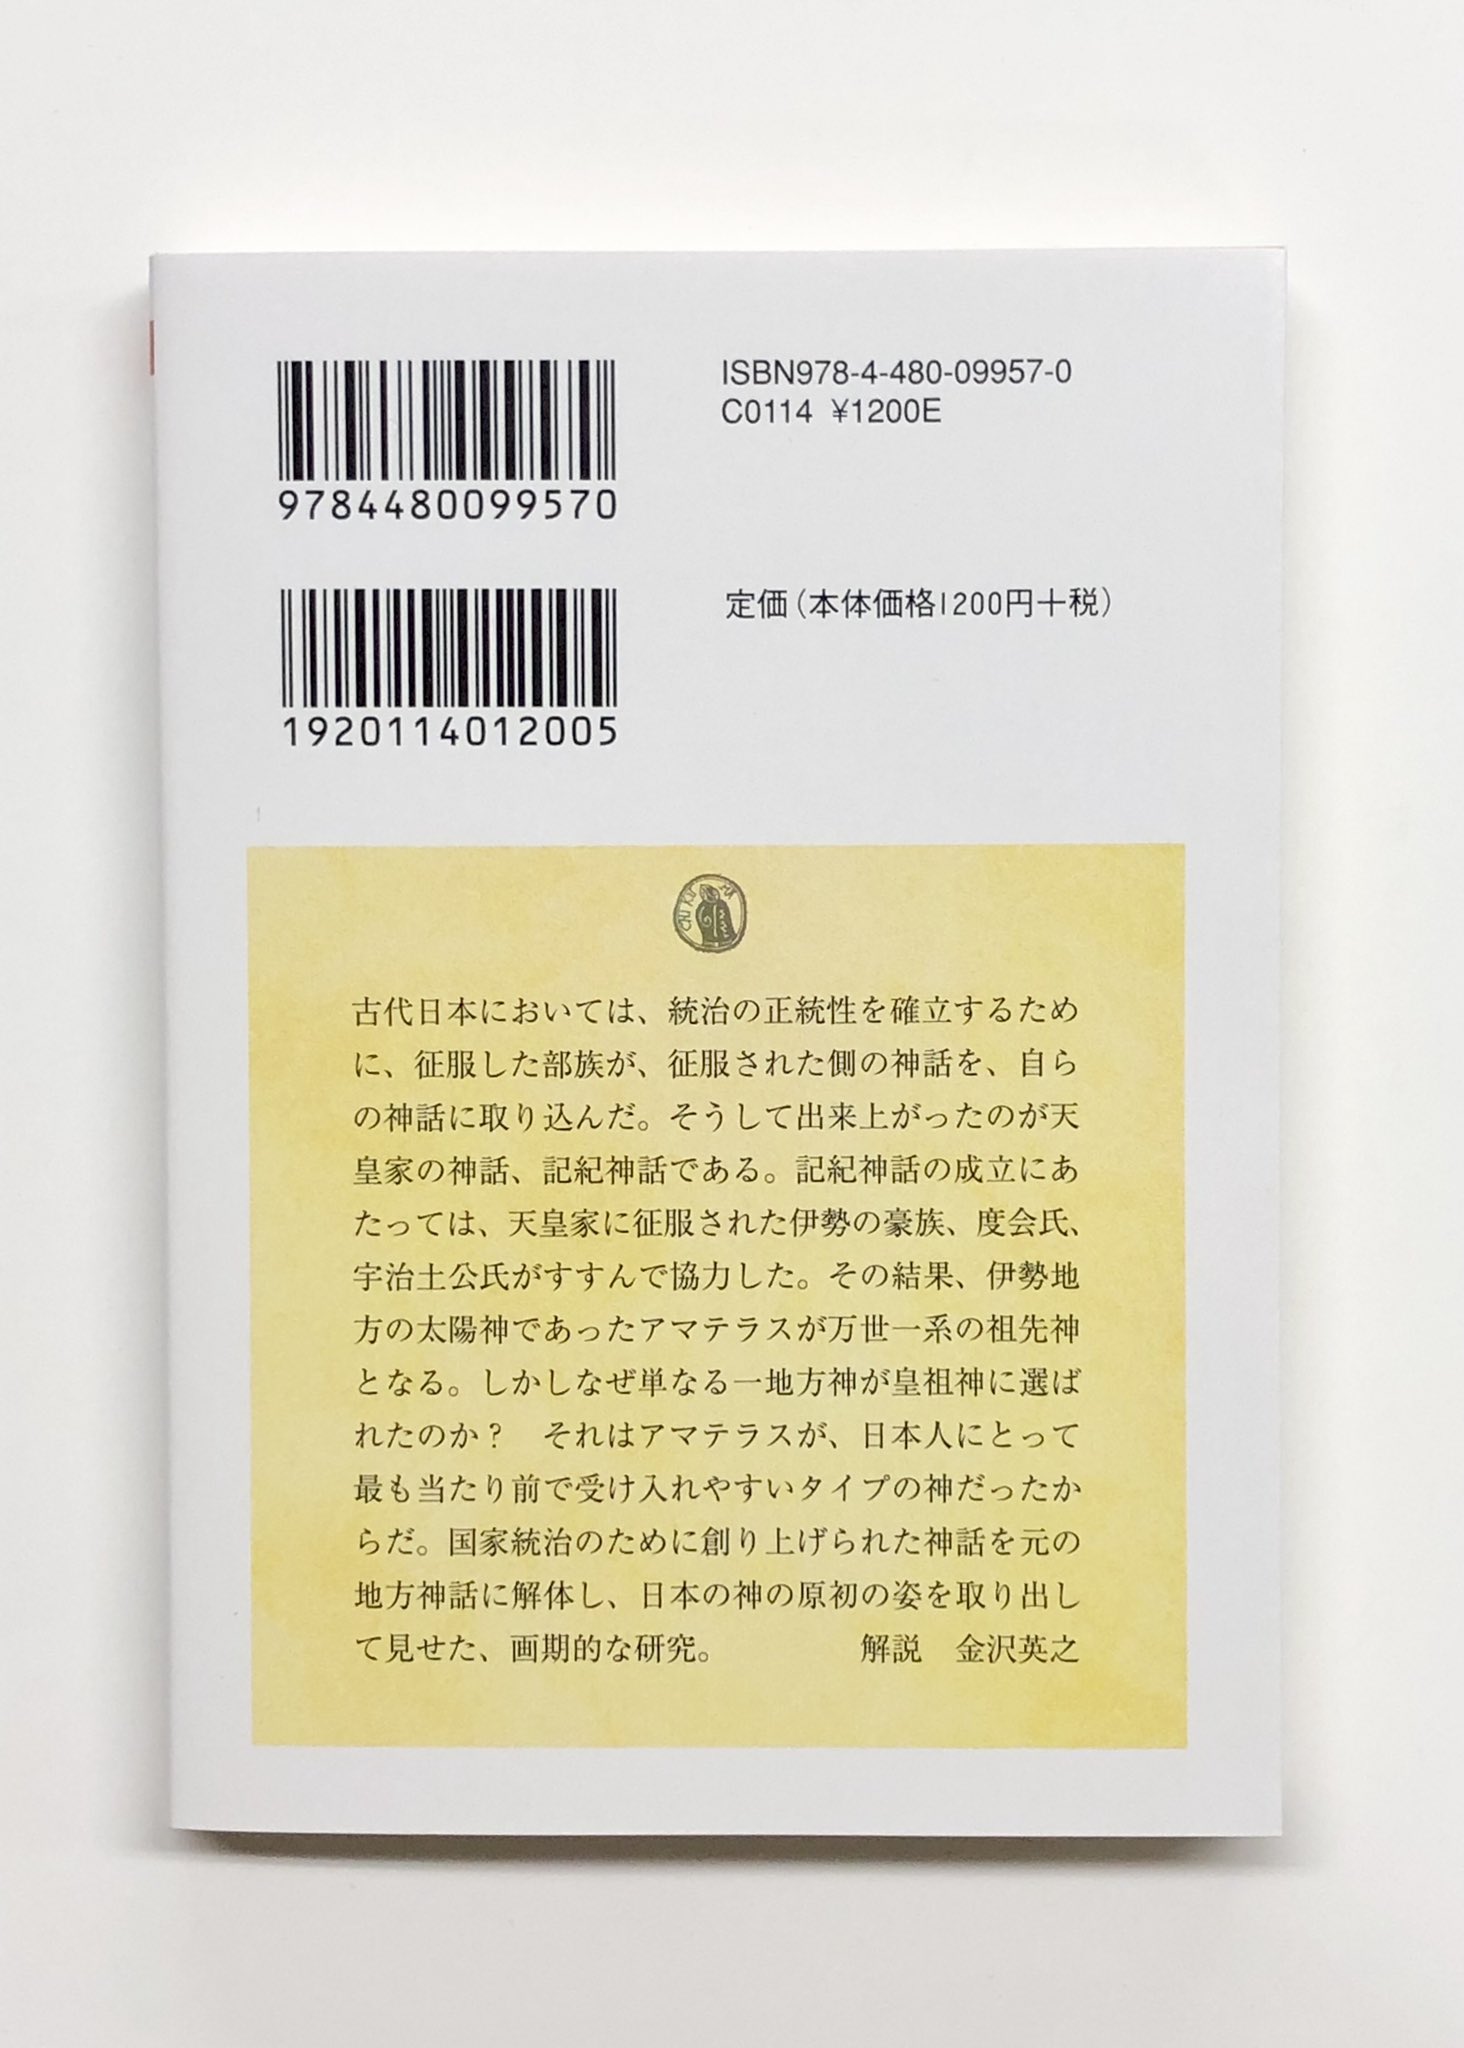 ISBN978-4-480-09957-0
C0114 ¥1200E
9784480099570
定価（本体価格1200円＋税）
1920114012005
CHIKUMA
古代日本においては、統治の正統性を確立するため
に、征服した部族が、征服された側の神話を、自ら
の神話に取り込んだ。そうして出来上がったのが天
皇家の神話、記紀神話である。記紀神話の成立にあ
たっては、天皇家に征服された伊勢の豪族、度会氏、
宇治土公氏がすすんで協力した。その結果、伊勢地
方の太陽神であったアマテラスが万世一系の祖先神
となる。しかしなぜ単なる一地方神が皇祖神に選ば
れたのか？　それはアマテラスが、日本人にとって
最も当たり前で受け入れやすいタイプの神だったか
らだ。国家統治のために創り上げられた神話を元の
地方神話に解体し、日本の神の原初の姿を取り出し
て見せた、画期的な研究。　解説　金沢英之